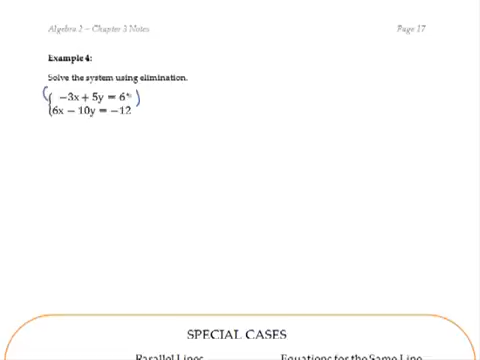 Algebra 2 – Chapter 3 Notes Page 17
Example 4:
Solve the system using elimination.
−3x + 5y = 6
6x − 10y = −12
SPECIAL CASES
Parallel Lines Equations for the Same Line